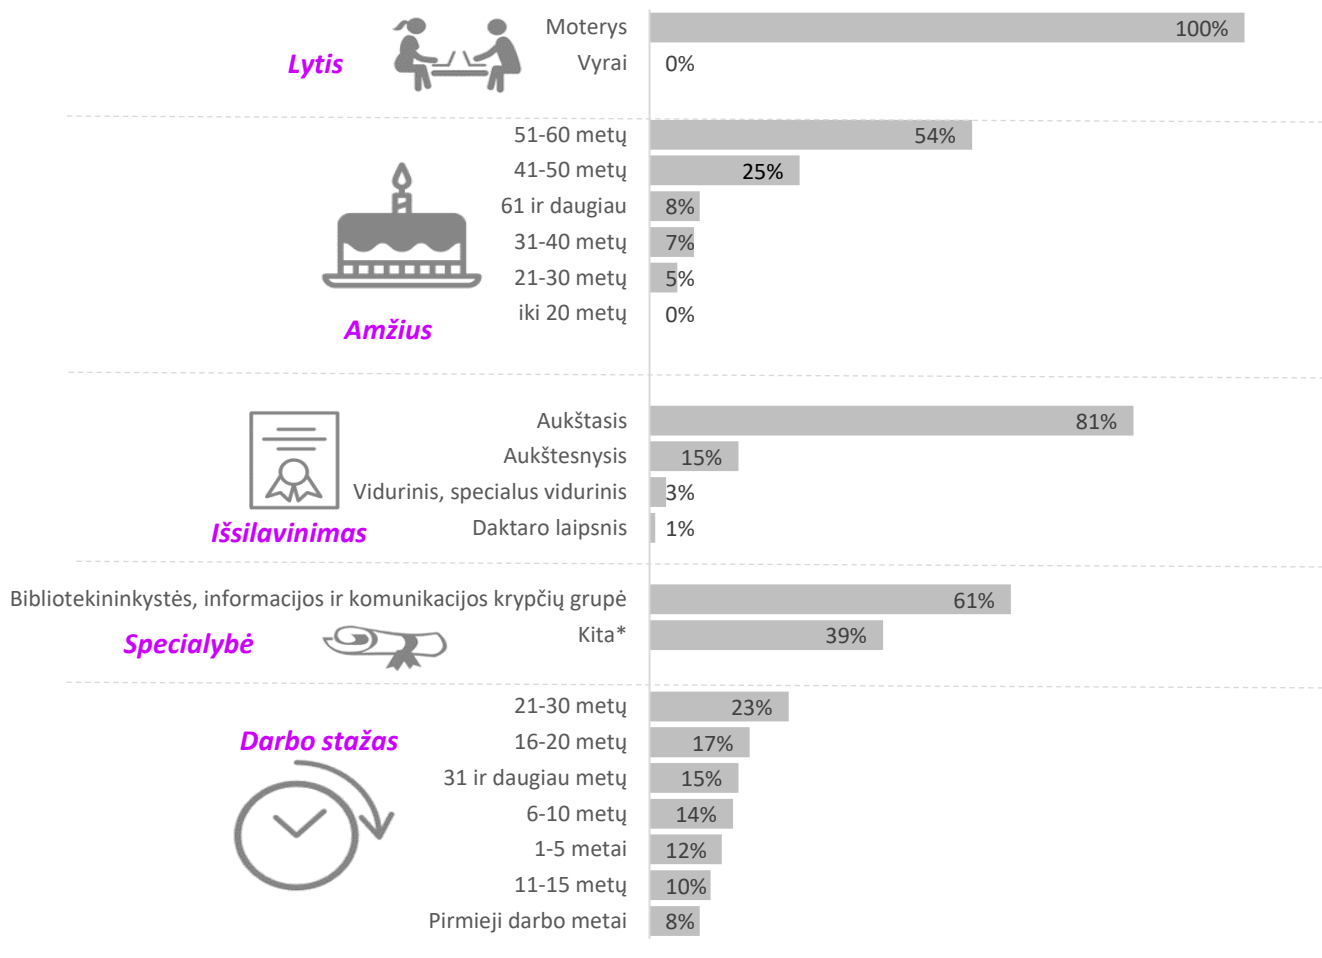 Lytis
Moterys 100%
Vyrai 0%
Amžius
51-60 metų 54%
41-50 metų 25%
61 ir daugiau 8%
31-40 metų 7%
21-30 metų 5%
iki 20 metų 0%
Išsilavinimas
Aukštasis 81%
Aukštesnysis 15%
Vidurinis, specialus vidurinis 3%
Daktaro laipsnis 1%
Bibliotekininkystės, informacijos ir komunikacijos krypčių grupė 61%
Specialybė
Kita* 39%
Darbo stažas
21-30 metų 23%
16-20 metų 17%
31 ir daugiau metų 15%
6-10 metų 14%
1-5 metai 12%
11-15 metų 10%
Pirmieji darbo metai 8%